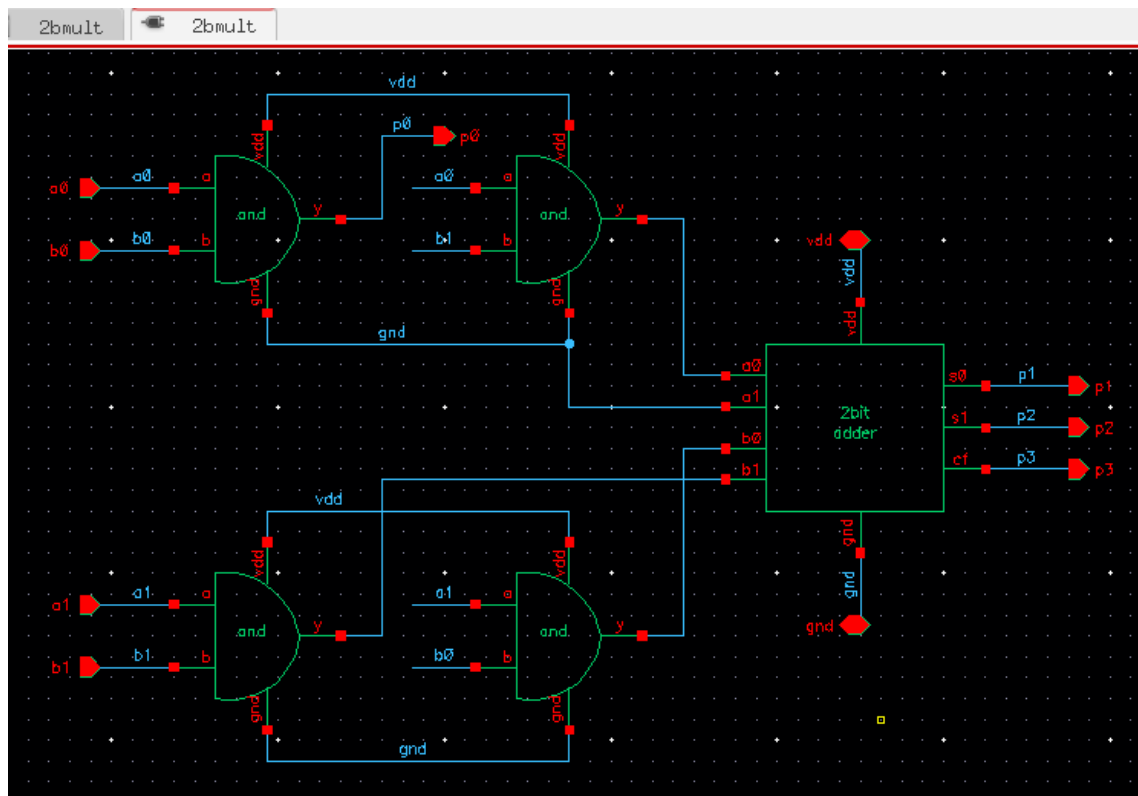 2bmult 2bmult
vdd
p0 p0
vdd vdd
a0 a0 a a0 a
and y and y
b0 b0 b b1 b
vdd
vdd
gnd gnd
vdd
gnd
a0
s0 p1 p1
a1
2bit
adder
s1 p2 p2
b0
cf p3 p3
b1
vdd
gnd
vdd vdd
gnd
a1 a1 a a1 a
and y and y
gnd
b1 b1 b b0 b
gnd gnd
gnd